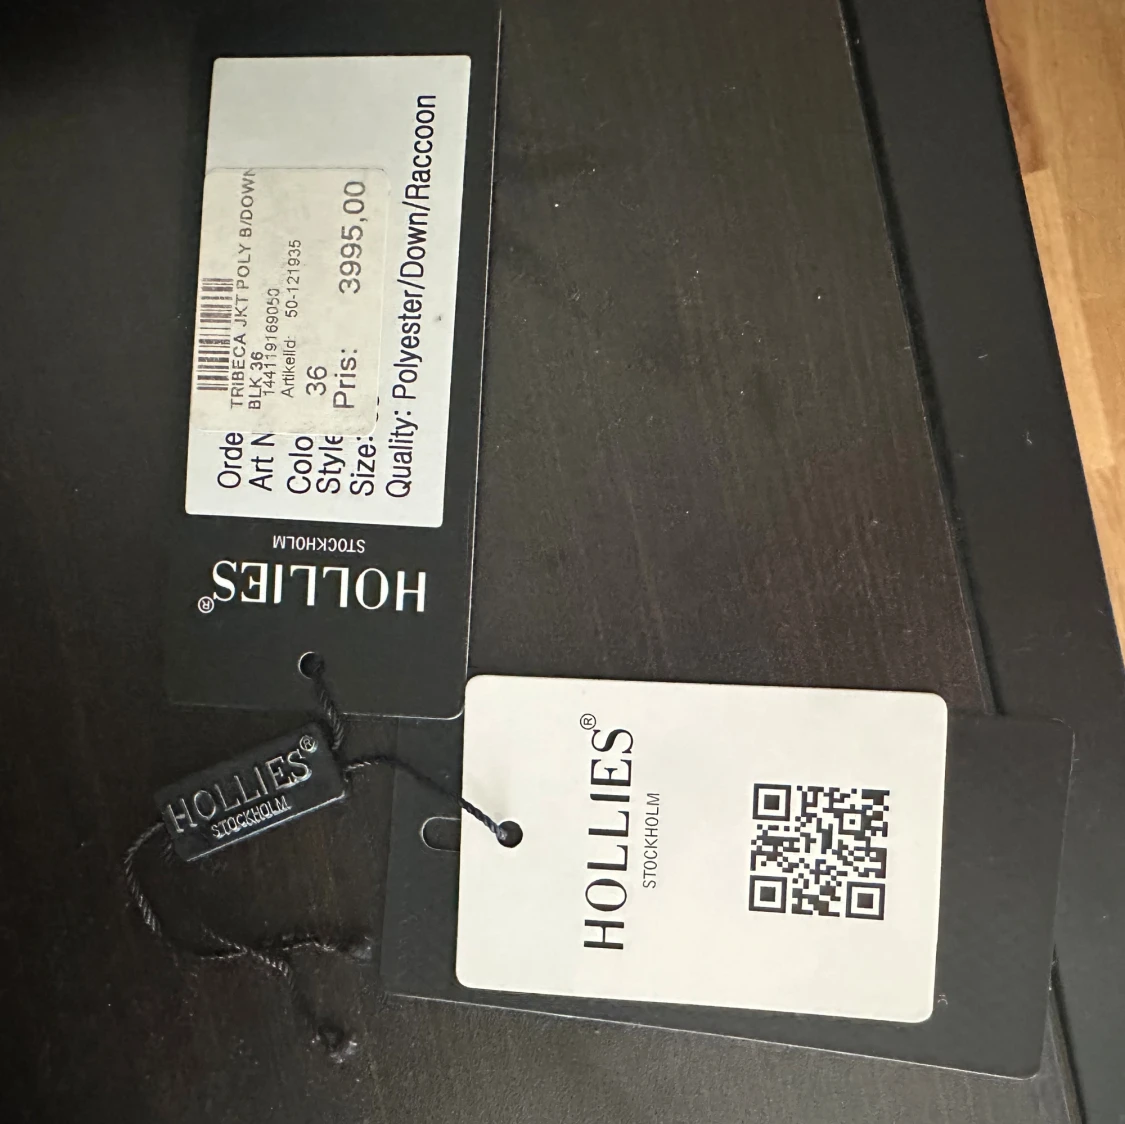 TRIBECA JKT POLY B/DOWN
BLK 36
144119169050
ArtikelId: 50-121935
36
Pris: 3995,00
Orde
Art N
Colo
Style
Size:
Quality: Polyester/Down/Raccoon
HOLLIES®
STOCKHOLM
HOLLIES®
STOCKHOLM
HOLLIES®
STOCKHOLM